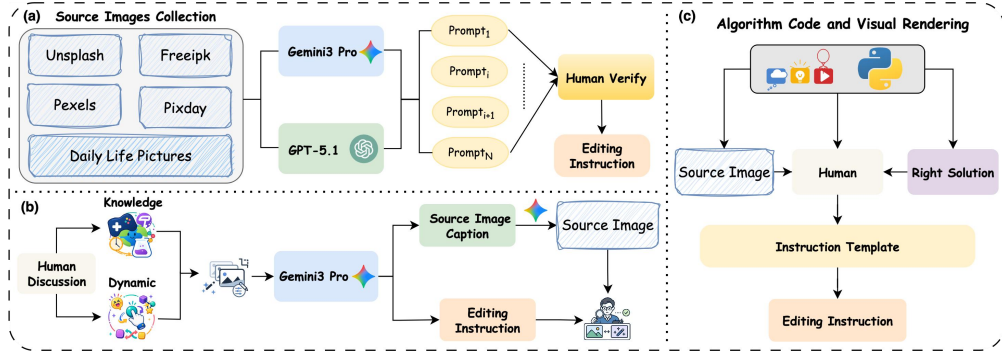 (a) Source Images Collection
Unsplash
Freeipk
Pexels
Pixday
Daily Life Pictures
Gemini3 Pro
GPT-5.1
Prompt1
Prompti
Prompti+1
PromptN
Human Verify
Editing
Instruction
(b)
Human
Discussion
Knowledge
Dynamic
Gemini3 Pro
Source Image
Caption
Source Image
Editing
Instruction
(c)
Algorithm Code and Visual Rendering
Source Image
Human
Right Solution
Instruction Template
Editing Instruction